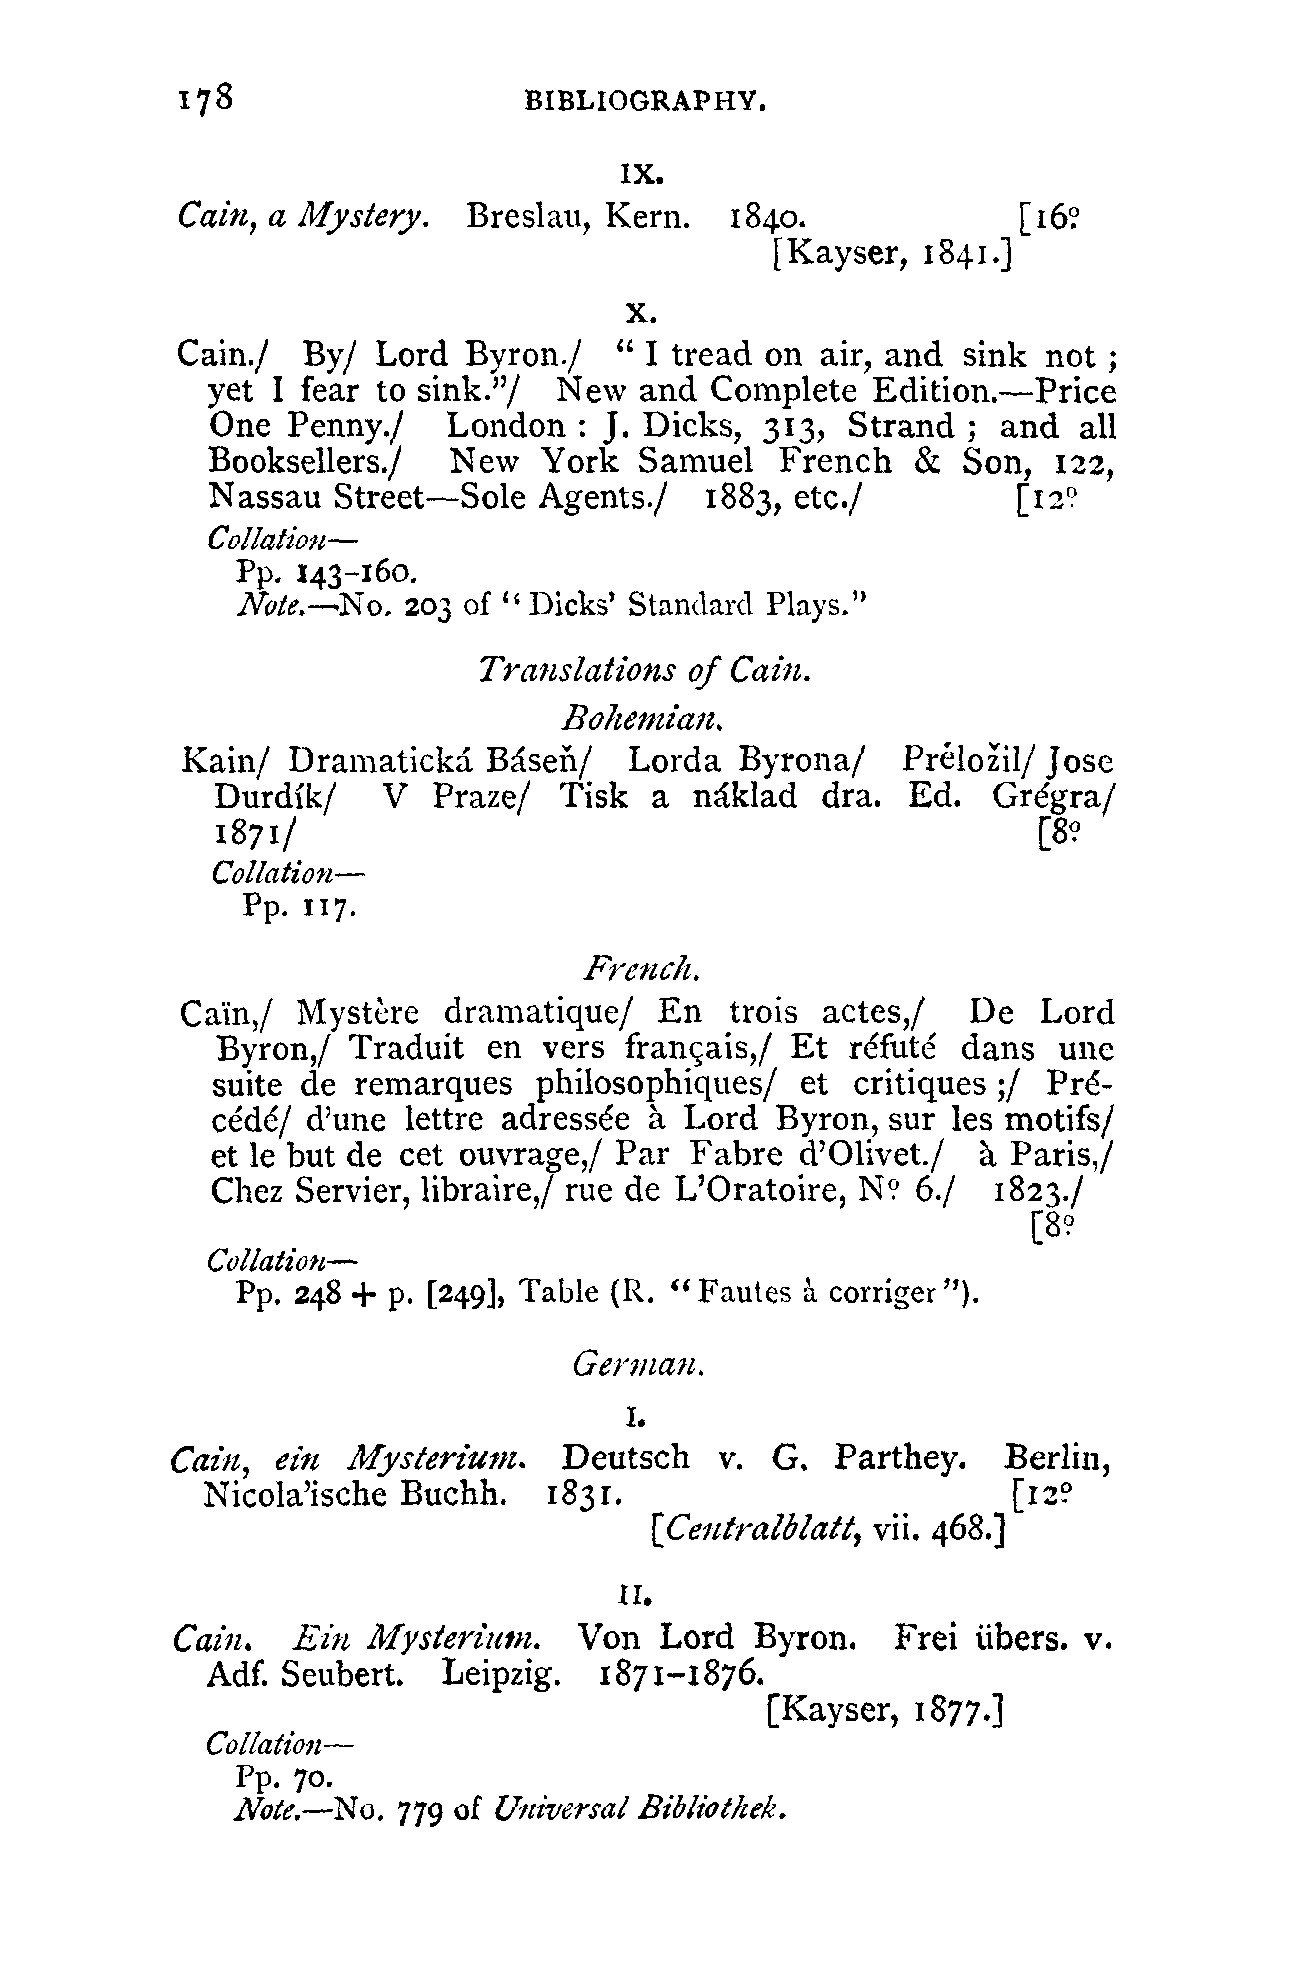 178 BIBLIOGRAPHY.
IX.
Cain, a Mystery. Breslau, Kern. 1840. [16º
[Kayser, 1841.]
X.
Cain./ By/ Lord Byron./ “ I tread on air, and sink not ;
yet I fear to sink.”/ New and Complete Edition.—Price
One Penny./ London : J. Dicks, 313, Strand ; and all
Booksellers./ New York Samuel French & Son, 122,
Nassau Street—Sole Agents./ 1883, etc./ [12º
Collation—
Pp. 143–160.
Note.—No. 203 of “ Dicks’ Standard Plays.”
Translations of Cain.
Bohemian.
Kain/ Dramatická Báseň/ Lorda Byrona/ Préložil/ Jose
Durdík/ V Praze/ Tisk a náklad dra. Ed. Grégra/
1871/ [8º
Collation—
Pp. 117.
French.
Caïn,/ Mystère dramatique/ En trois actes,/ De Lord
Byron,/ Traduit en vers français,/ Et réfuté dans une
suite de remarques philosophiques/ et critiques ;/ Pré-
cédé/ d’une lettre adressée à Lord Byron, sur les motifs/
et le but de cet ouvrage,/ Par Fabre d’Olivet./ à Paris,/
Chez Servier, libraire,/ rue de L’Oratoire, Nº 6./ 1823./
[8º
Collation—
Pp. 248 + p. [249], Table (R. “ Fautes à corriger ”).
German.
I.
Cain, ein Mysterium. Deutsch v. G. Parthey. Berlin,
Nicola’ische Buchh. 1831. [12º
[Centralblatt, vii. 468.]
II.
Cain. Ein Mysterium. Von Lord Byron. Frei übers. v.
Adf. Seubert. Leipzig. 1871–1876.
[Kayser, 1877.]
Collation—
Pp. 70.
Note.—No. 779 of Universal Bibliothek.